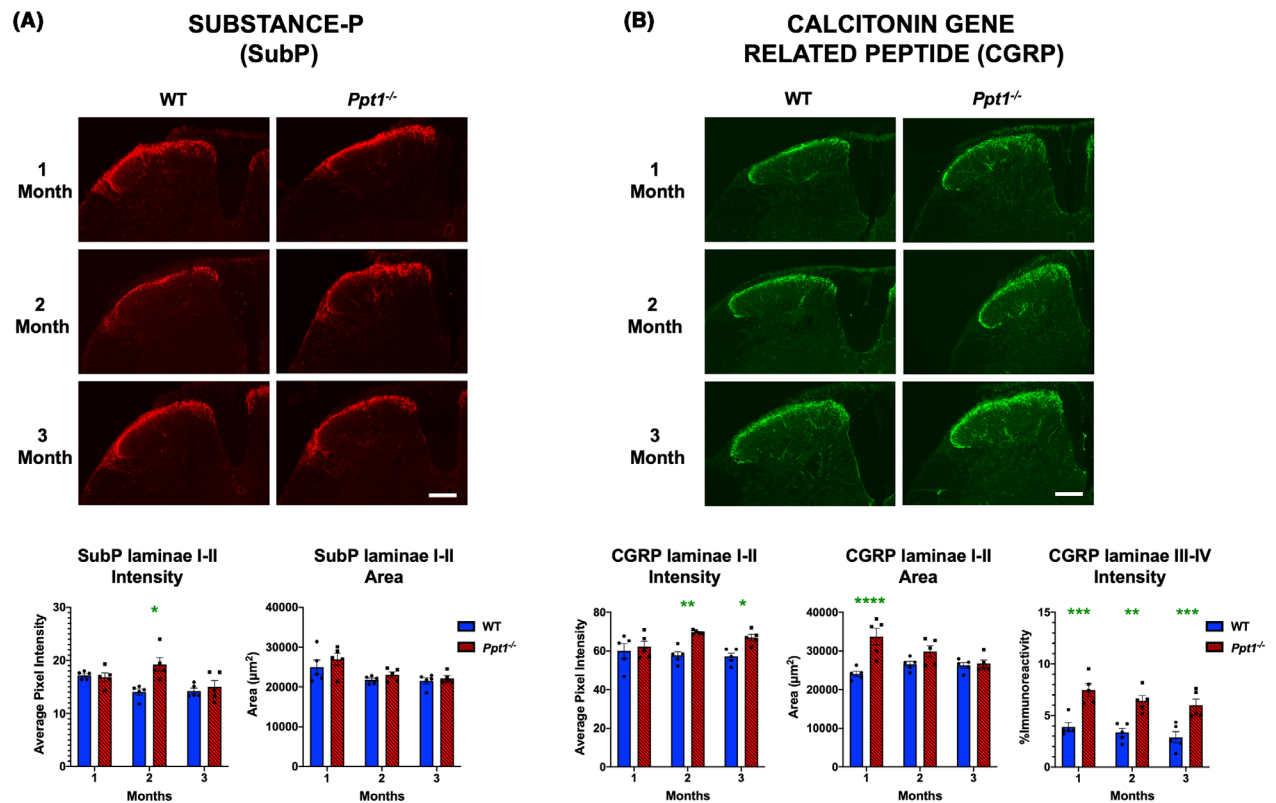 (A)
SUBSTANCE-P
(SubP)
WT
Ppt1-/-
1
Month
2
Month
3
Month
SubP laminae I-II
Intensity
Average Pixel Intensity
30
20
10
0
*
1
2
3
Months
SubP laminae I-II
Area
Area (µm²)
40000
30000
20000
10000
0
1
2
3
Months
WT
Ppt1-/-
(B)
CALCITONIN GENE
RELATED PEPTIDE (CGRP)
WT
Ppt1-/-
1
Month
2
Month
3
Month
CGRP laminae I-II
Intensity
Average Pixel Intensity
80
60
40
20
0
**
*
1
2
3
Months
CGRP laminae I-II
Area
Area (µm²)
40000
30000
20000
10000
0
****
1
2
3
Months
CGRP laminae III-IV
Intensity
%Immunoreactivity
15
10
5
0
***
**
***
1
2
3
Months
WT
Ppt1-/-